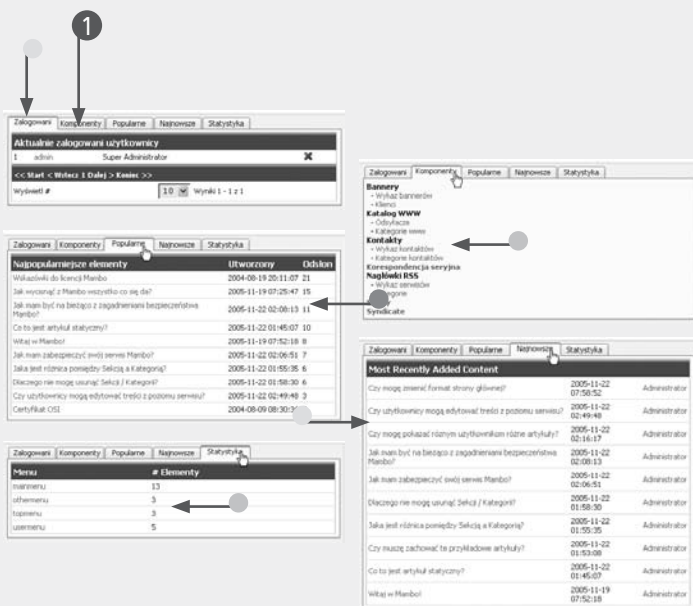 1
Zalogowani Komponenty Popularne Najnowsze Statystyka
Aktualnie zalogowani użytkownicy
1 admin Super Administrator
<< Start < Wstecz 1 Dalej > Koniec >>
Wyświetl # 10 Wyniki 1 - 1 z 1
Zalogowani Komponenty Popularne Najnowsze Statystyka
Najpopularniejsze elementy Utworzony Odsłon
Wskazówki do licencji Mambo 2004-08-19 20:11:07 21
Jak wycisnąć z Mambo wszystko co się da? 2005-11-19 07:25:47 15
Jak mam być na bieżąco z zagadnieniami bezpieczeństwa
Mambo? 2005-11-22 02:08:13 11
Co to jest artykuł statyczny? 2005-11-22 01:45:07 10
Witaj w Mambo! 2005-11-19 07:52:18 8
Jak mam zabezpieczyć swój serwis Mambo? 2005-11-22 02:06:51 7
Jaka jest różnica pomiędzy Sekcją a Kategorią? 2005-11-22 01:55:35 6
Dlaczego nie mogę usunąć Sekcji / Kategorii? 2005-11-22 01:58:30 6
Czy użytkownicy mogą edytować treści z poziomu serwisu? 2005-11-22 02:49:48 3
Certyfikat OSI 2004-08-09 08:30:3
Zalogowani Komponenty Popularne Najnowsze Statystyka
Menu # Elementy
mainmenu 13
othermenu 3
topmenu 3
usermenu 5
Zalogowani Komponenty Popularne Najnowsze Statystyka
Bannery
- Wykaz bannerów
- Klienci
Katalog WWW
- Odsyłacze
- Kategorie www
Kontakty
- Wykaz kontaktów
- Kategorie kontaktów
Korespondencja seryjna
Nagłówki RSS
- Wykaz serwisów
Syndicate
Zalogowani Komponenty Popularne Najnowsze Statystyka
Most Recently Added Content
Czy mogę zmienić format strony głównej? 2005-11-22 07:56:52 Administrator
Czy użytkownicy mogą edytować treści z poziomu serwisu? 2005-11-22 02:49:48 Administrator
Czy mogę pokazać różnym użytkownikom różne artykuły? 2005-11-22 02:16:17 Administrator
Jak mam być na bieżąco z zagadnieniami bezpieczeństwa
Mambo? 2005-11-22 02:08:13 Administrator
Jak mam zabezpieczyć swój serwis Mambo? 2005-11-22 02:06:51 Administrator
Dlaczego nie mogę usunąć Sekcji / Kategorii? 2005-11-22 01:58:30 Administrator
Jaka jest różnica pomiędzy Sekcją a Kategorią? 2005-11-22 01:55:35 Administrator
Czy muszę zachować te przykładowe artykuły? 2005-11-22 01:53:08 Administrator
Co to jest artykuł statyczny? 2005-11-22 01:45:07 Administrator
Witaj w Mambo! 2005-11-19 07:52:18 Administrator